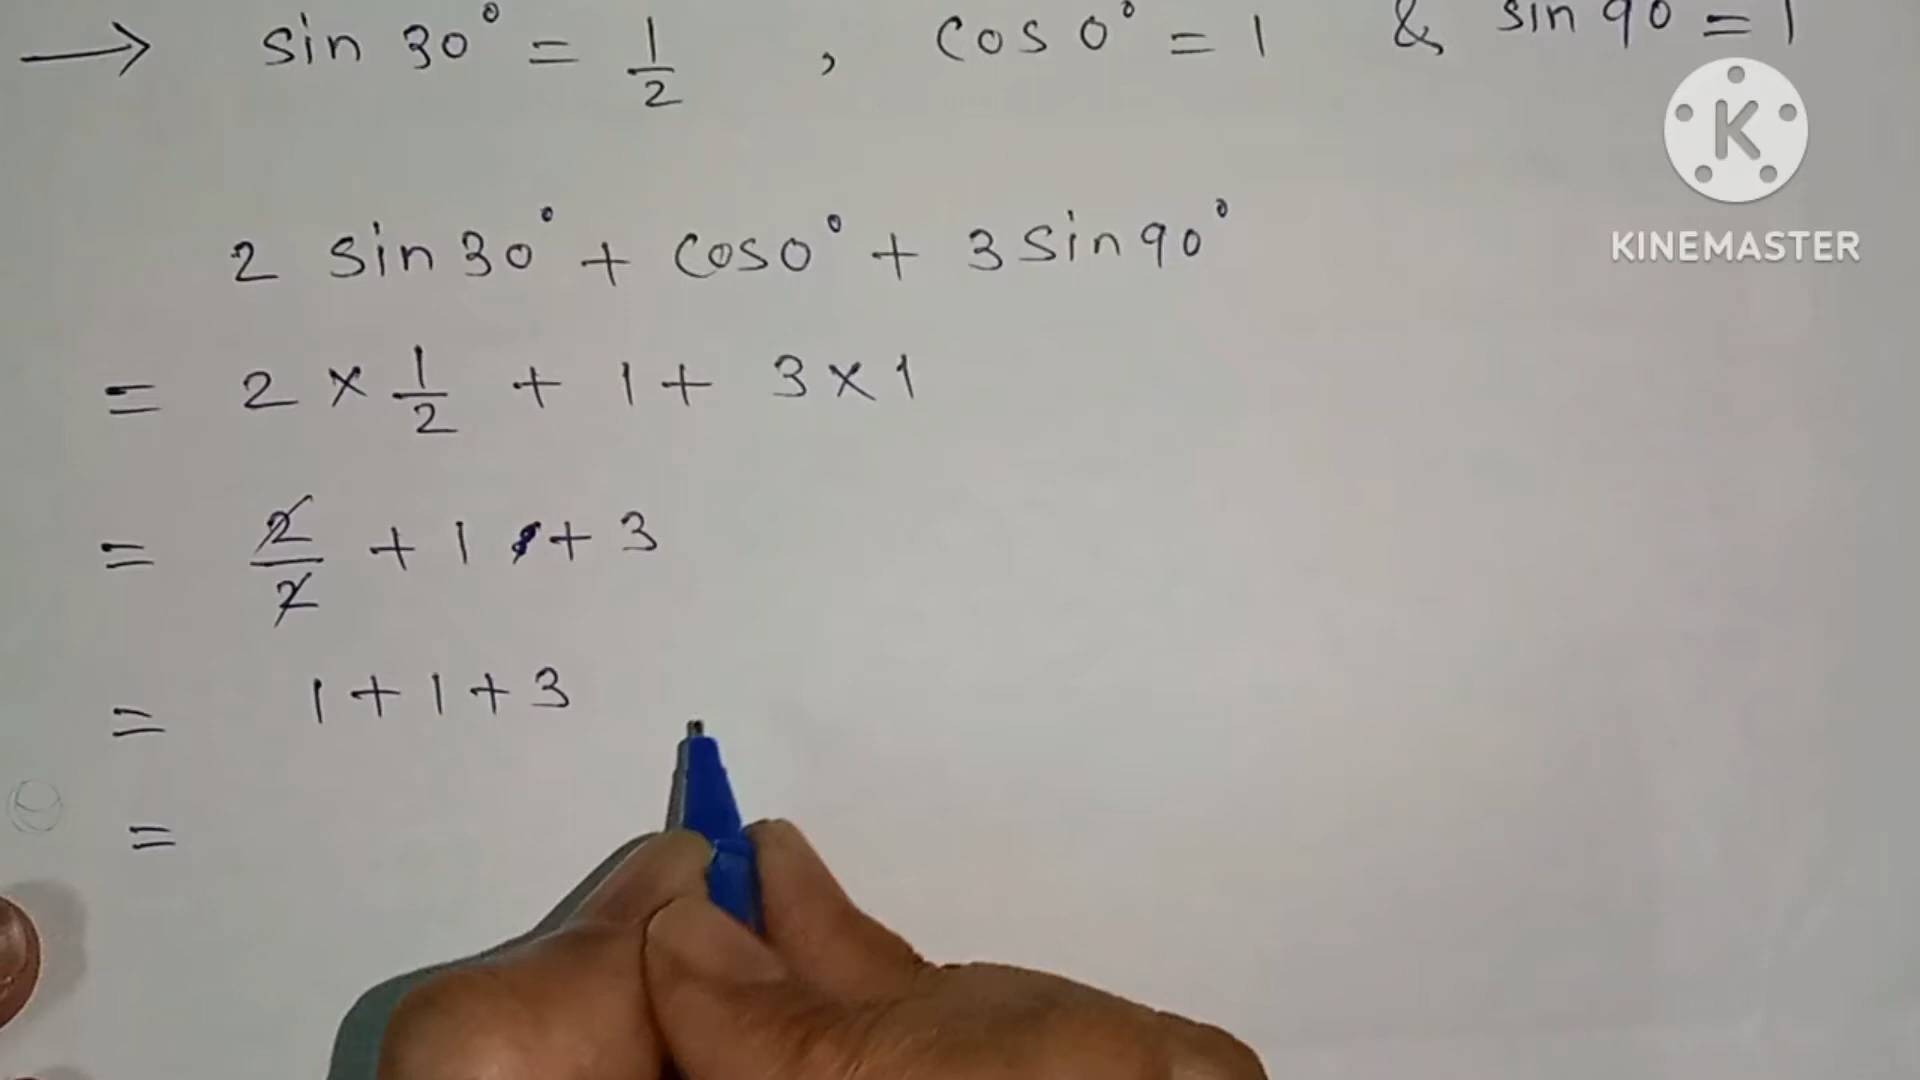 → sin 30° = 1/2 , cos 0° = 1 & sin 90 = 1
K
KINEMASTER
2 sin 30° + cos 0° + 3 sin 90°
= 2 × 1/2 + 1 + 3 × 1
= 2/2 + 1 + 3
= 1 + 1 + 3
=